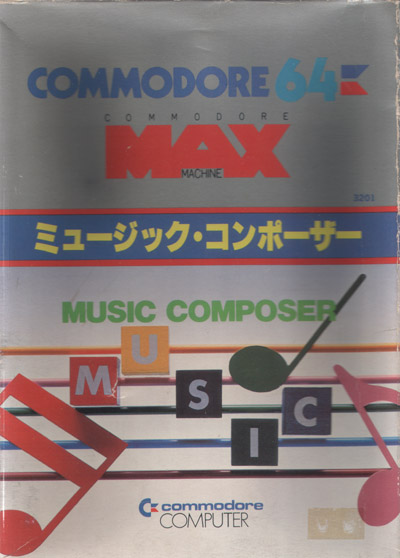 COMMODORE 64
COMMODORE
MAX
MACHINE
3201
ミュージック・コンポーザー
MUSIC COMPOSER
MUSIC
commodore
COMPUTER